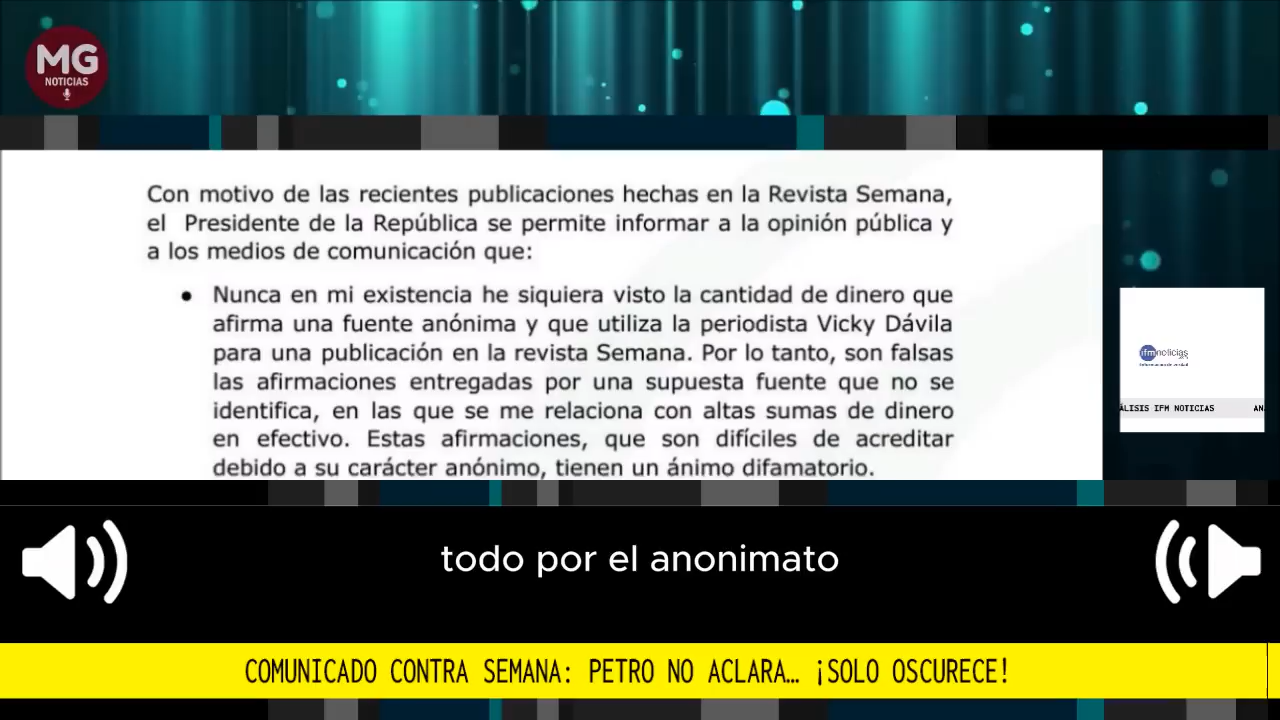 MG
NOTICIAS
Con motivo de las recientes publicaciones hechas en la Revista Semana,
el Presidente de la República se permite informar a la opinión pública y
a los medios de comunicación que:
● Nunca en mi existencia he siquiera visto la cantidad de dinero que
afirma una fuente anónima y que utiliza la periodista Vicky Dávila
para una publicación en la revista Semana. Por lo tanto, son falsas
las afirmaciones entregadas por una supuesta fuente que no se
identifica, en las que se me relaciona con altas sumas de dinero
en efectivo. Estas afirmaciones, que son difíciles de acreditar
debido a su carácter anónimo, tienen un ánimo difamatorio.
ifmnoticias
ÁLISIS IFM NOTICIAS AN
todo por el anonimato
COMUNICADO CONTRA SEMANA: PETRO NO ACLARA… ¡SOLO OSCURECE!